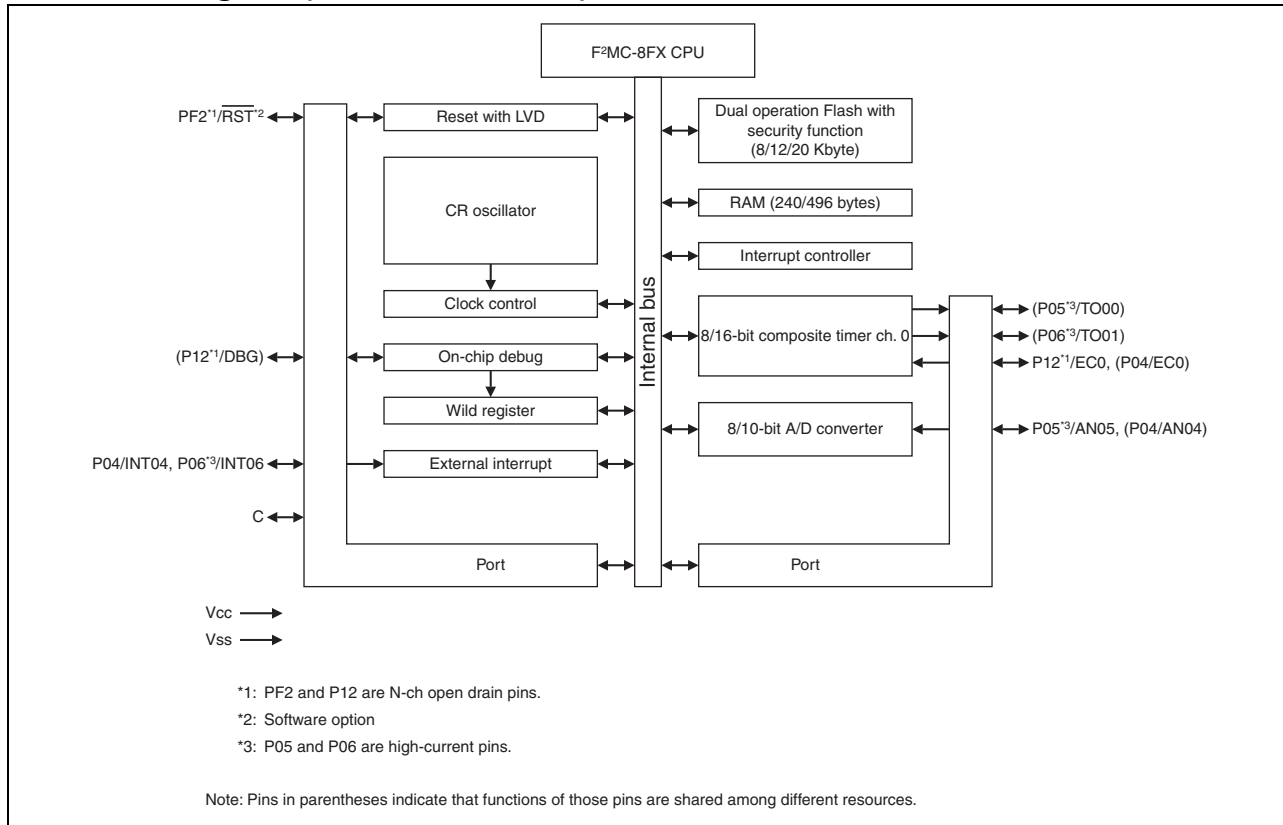 F²MC-8FX CPU
PF2*1/RST*2
Reset with LVD
Dual operation Flash with
security function
(8/12/20 Kbyte)
CR oscillator
RAM (240/496 bytes)
Interrupt controller
Clock control
Internal bus
8/16-bit composite timer ch. 0
(P05*3/TO00)
(P06*3/TO01)
P12*1/EC0, (P04/EC0)
(P12*1/DBG)
On-chip debug
Wild register
8/10-bit A/D converter
P05*3/AN05, (P04/AN04)
P04/INT04, P06*3/INT06
External interrupt
C
Port
Port
Vcc
Vss
*1: PF2 and P12 are N-ch open drain pins.
*2: Software option
*3: P05 and P06 are high-current pins.
Note: Pins in parentheses indicate that functions of those pins are shared among different resources.